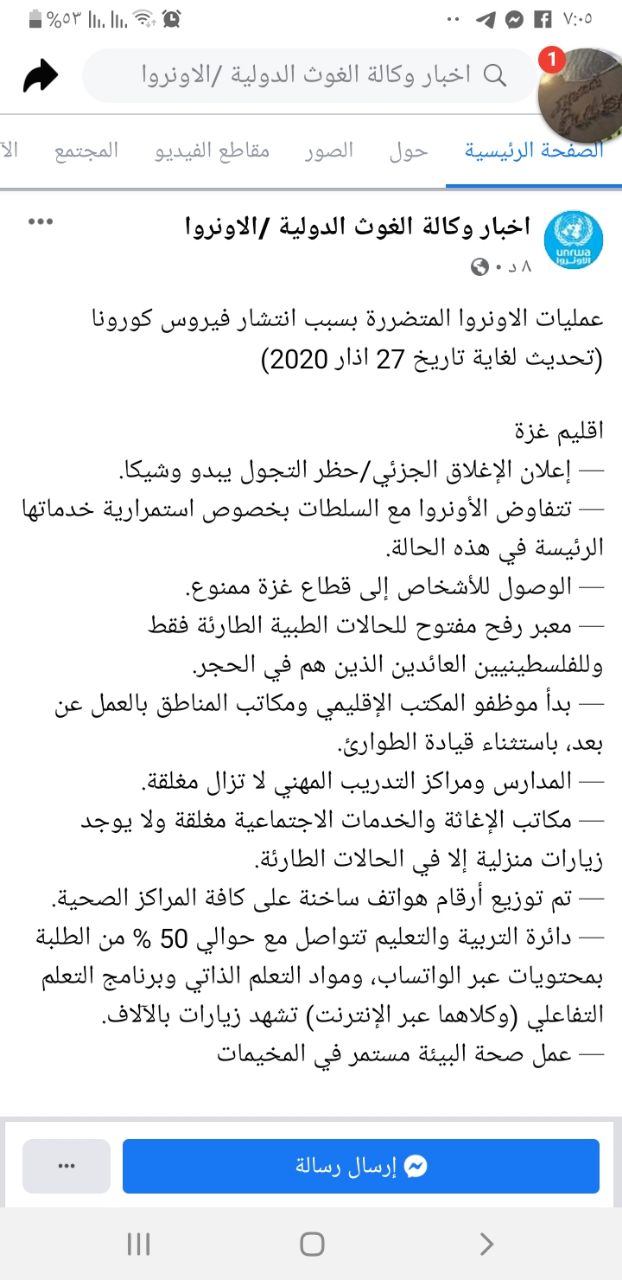 ٧:٠٥
%٥٣
اخبار وكالة الغوث الدولية /الاونروا
1
الصفحة الرئيسية
حول
الصور
مقاطع الفيديو
المجتمع
الآ
اخبار وكالة الغوث الدولية /الاونروا
٨ د
unrwa
الأونروا
عمليات الاونروا المتضررة بسبب انتشار فيروس كورونا
(تحديث لغاية تاريخ 27 اذار 2020)
اقليم غزة
— إعلان الإغلاق الجزئي/حظر التجول يبدو وشيكا.
— تتفاوض الأونروا مع السلطات بخصوص استمرارية خدماتها
الرئيسة في هذه الحالة.
— الوصول للأشخاص إلى قطاع غزة ممنوع.
— معبر رفح مفتوح للحالات الطبية الطارئة فقط
وللفلسطينيين العائدين الذين هم في الحجر.
— بدأ موظفو المكتب الإقليمي ومكاتب المناطق بالعمل عن
بعد، باستثناء قيادة الطوارئ.
— المدارس ومراكز التدريب المهني لا تزال مغلقة.
— مكاتب الإغاثة والخدمات الاجتماعية مغلقة ولا يوجد
زيارات منزلية إلا في الحالات الطارئة.
— تم توزيع أرقام هواتف ساخنة على كافة المراكز الصحية.
— دائرة التربية والتعليم تتواصل مع حوالي 50 % من الطلبة
بمحتويات عبر الواتساب، ومواد التعلم الذاتي وبرنامج التعلم
التفاعلي (وكلاهما عبر الإنترنت) تشهد زيارات بالآلاف.
— عمل صحة البيئة مستمر في المخيمات
إرسال رسالة